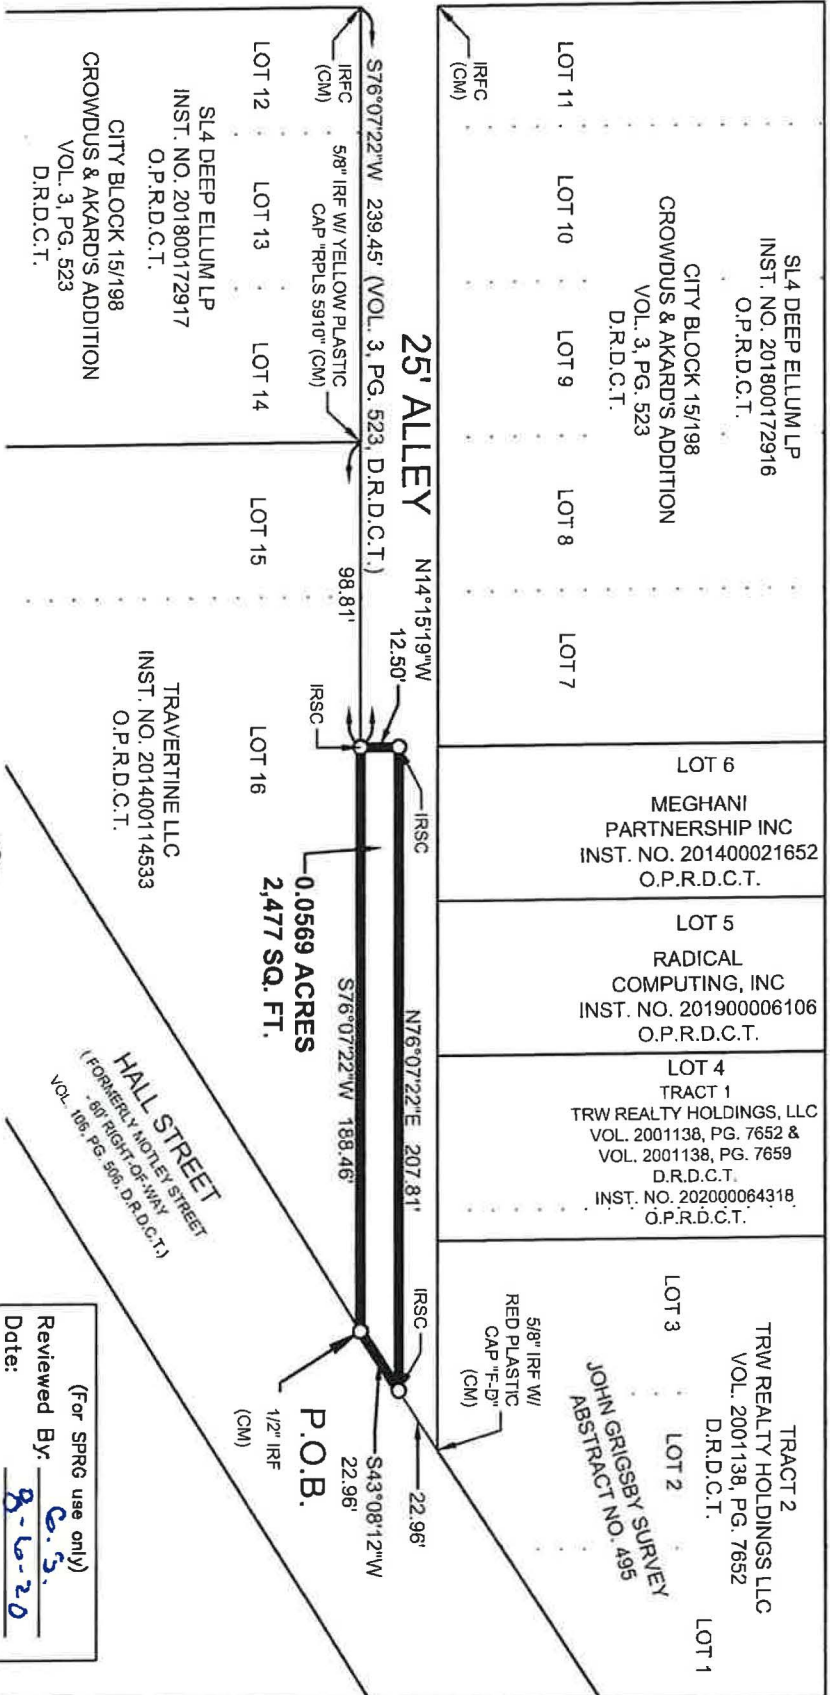 SL4 DEEP ELLUM LP
INST. NO. 201800172916
O.P.R.D.C.T.
CITY BLOCK 15/198
CROWDUS & AKARD'S ADDITION
VOL. 3, PG. 523
D.R.D.C.T.
LOT 11
LOT 10
LOT 9
LOT 8
LOT 7
LOT 6
MEGHANI
PARTNERSHIP INC
INST. NO. 201400021652
O.P.R.D.C.T.
LOT 5
RADICAL
COMPUTING, INC
INST. NO. 201900006106
O.P.R.D.C.T.
LOT 4
TRACT 1
TRW REALTY HOLDINGS, LLC
VOL. 2001138, PG. 7652 &
VOL. 2001138, PG. 7659
D.R.D.C.T.
INST. NO. 202000064318
O.P.R.D.C.T.
TRACT 2
TRW REALTY HOLDINGS LLC
VOL. 2001138, PG. 7652
D.R.D.C.T.
LOT 3
LOT 2
LOT 1
JOHN GRIGSBY SURVEY
ABSTRACT NO. 495
IRFC
(CM)
5/8" IRF W/
RED PLASTIC
CAP "F-D"
(CM)
25' ALLEY
N14°15'19"W
12.50'
IRSC
N76°07'22"E 207.81'
IRSC
22.96'
S43°08'12"W
22.96'
S76°07'22"W 239.45' (VOL. 3, PG. 523, D.R.D.C.T.)
98.81'
IRFC
(CM)
5/8" IRF W/ YELLOW PLASTIC
CAP "RPLS 5910" (CM)
IRSC
S76°07'22"W 188.46'
0.0569 ACRES
2,477 SQ. FT.
P.O.B.
1/2" IRF
(CM)
LOT 12
LOT 13
LOT 14
LOT 15
LOT 16
SL4 DEEP ELLUM LP
INST. NO. 201800172917
O.P.R.D.C.T.
CITY BLOCK 15/198
CROWDUS & AKARD'S ADDITION
VOL. 3, PG. 523
D.R.D.C.T.
TRAVERTINE LLC
INST. NO. 201400114533
O.P.R.D.C.T.
HALL STREET
(FORMERLY MOTLEY STREET
- 60' RIGHT-OF-WAY
VOL. 106, PG. 506, D.R.D.C.T.)
(For SPRG use only)
Reviewed By: G.S.
Date: 8-6-20